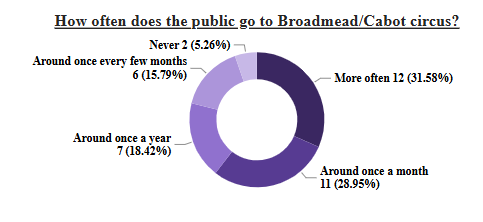 How often does the public go to Broadmead/Cabot circus?
Never 2 (5.26%)
Around once every few months
6 (15.79%)
More often 12 (31.58%)
Around once a year
7 (18.42%)
Around once a month
11 (28.95%)